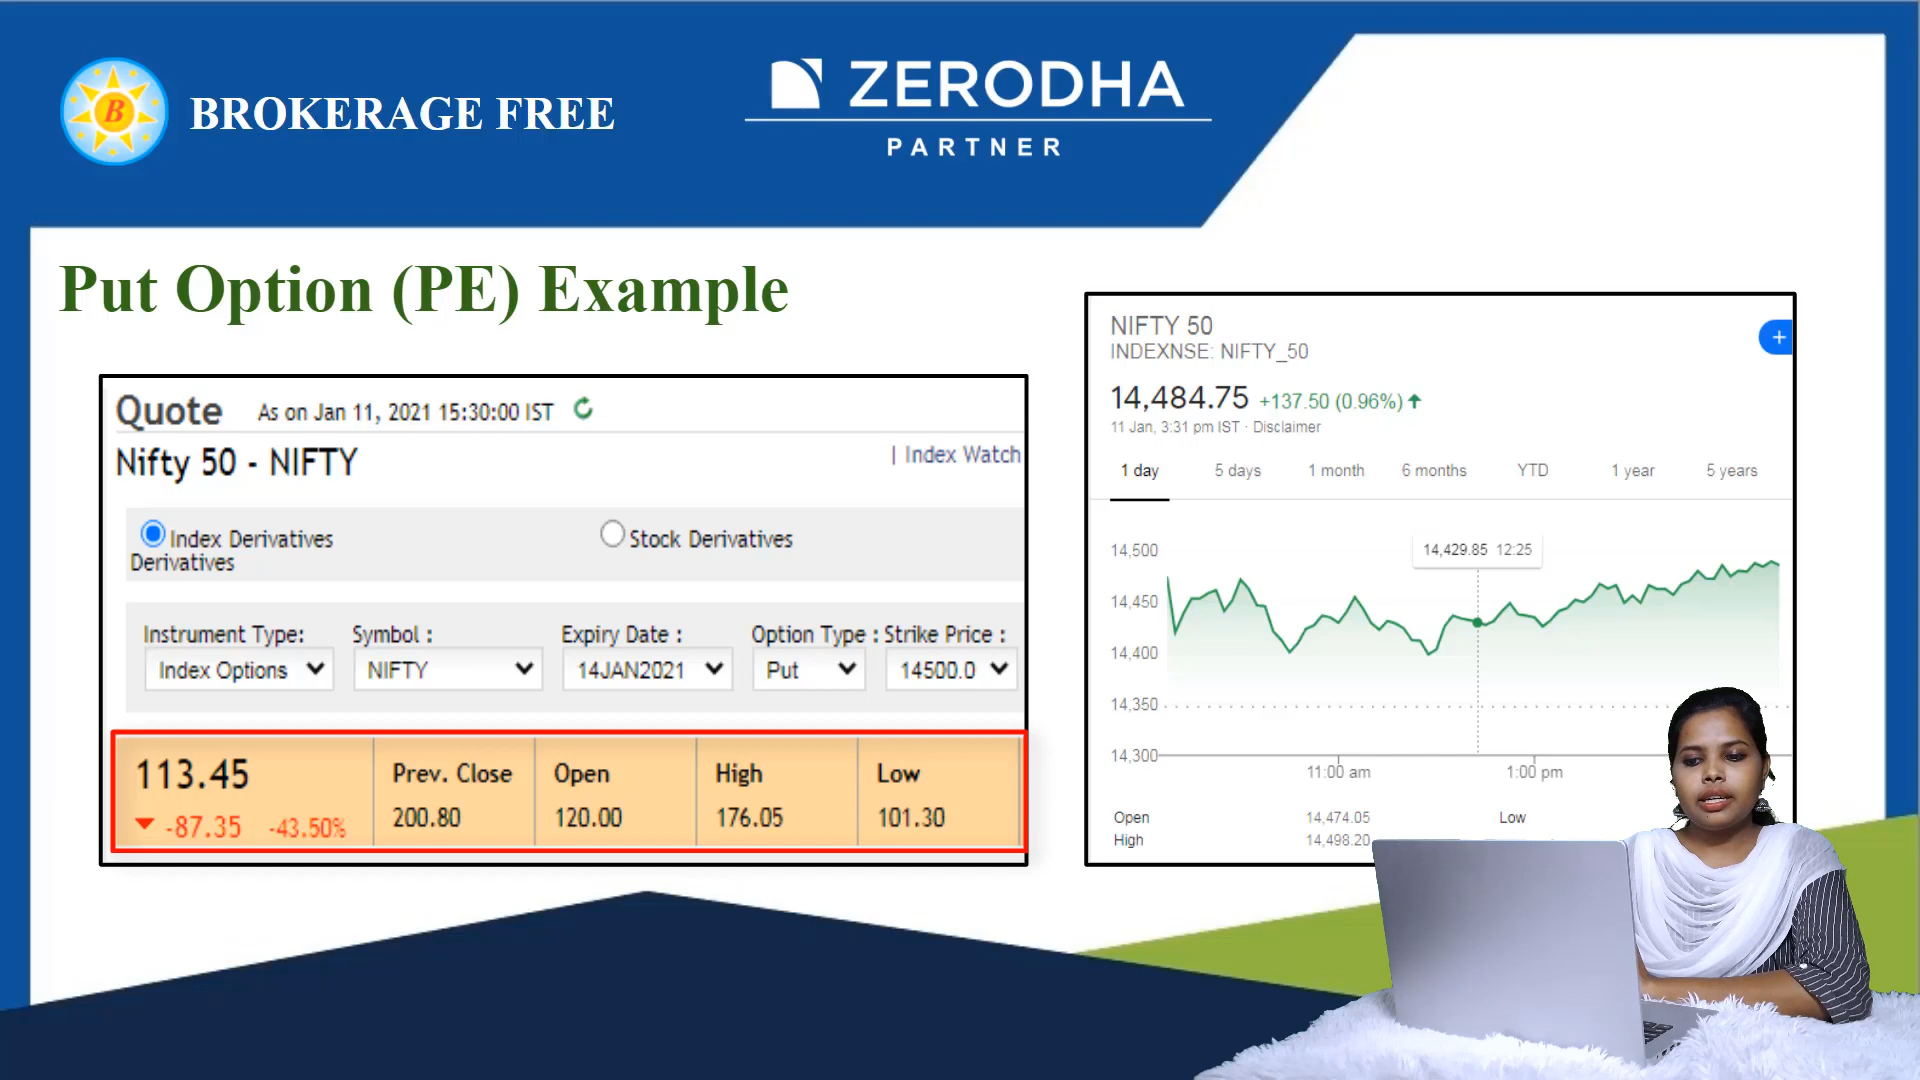 B
BROKERAGE FREE
ZERODHA
PARTNER
Put Option (PE) Example
Quote As on Jan 11, 2021 15:30:00 IST
Nifty 50 - NIFTY
| Index Watch
Index Derivatives Stock Derivatives
Derivatives
Instrument Type: Symbol : Expiry Date : Option Type : Strike Price :
Index Options NIFTY 14JAN2021 Put 14500.0
113.45 Prev. Close Open High Low
-87.35 -43.50% 200.80 120.00 176.05 101.30
NIFTY 50
INDEXNSE: NIFTY_50
+
14,484.75 +137.50 (0.96%)
11 Jan, 3:31 pm IST · Disclaimer
1 day 5 days 1 month 6 months YTD 1 year 5 years
14,429.85 12:25
14,500
14,450
14,400
14,350
14,300
11:00 am 1:00 pm
Open 14,474.05 Low
High 14,498.20